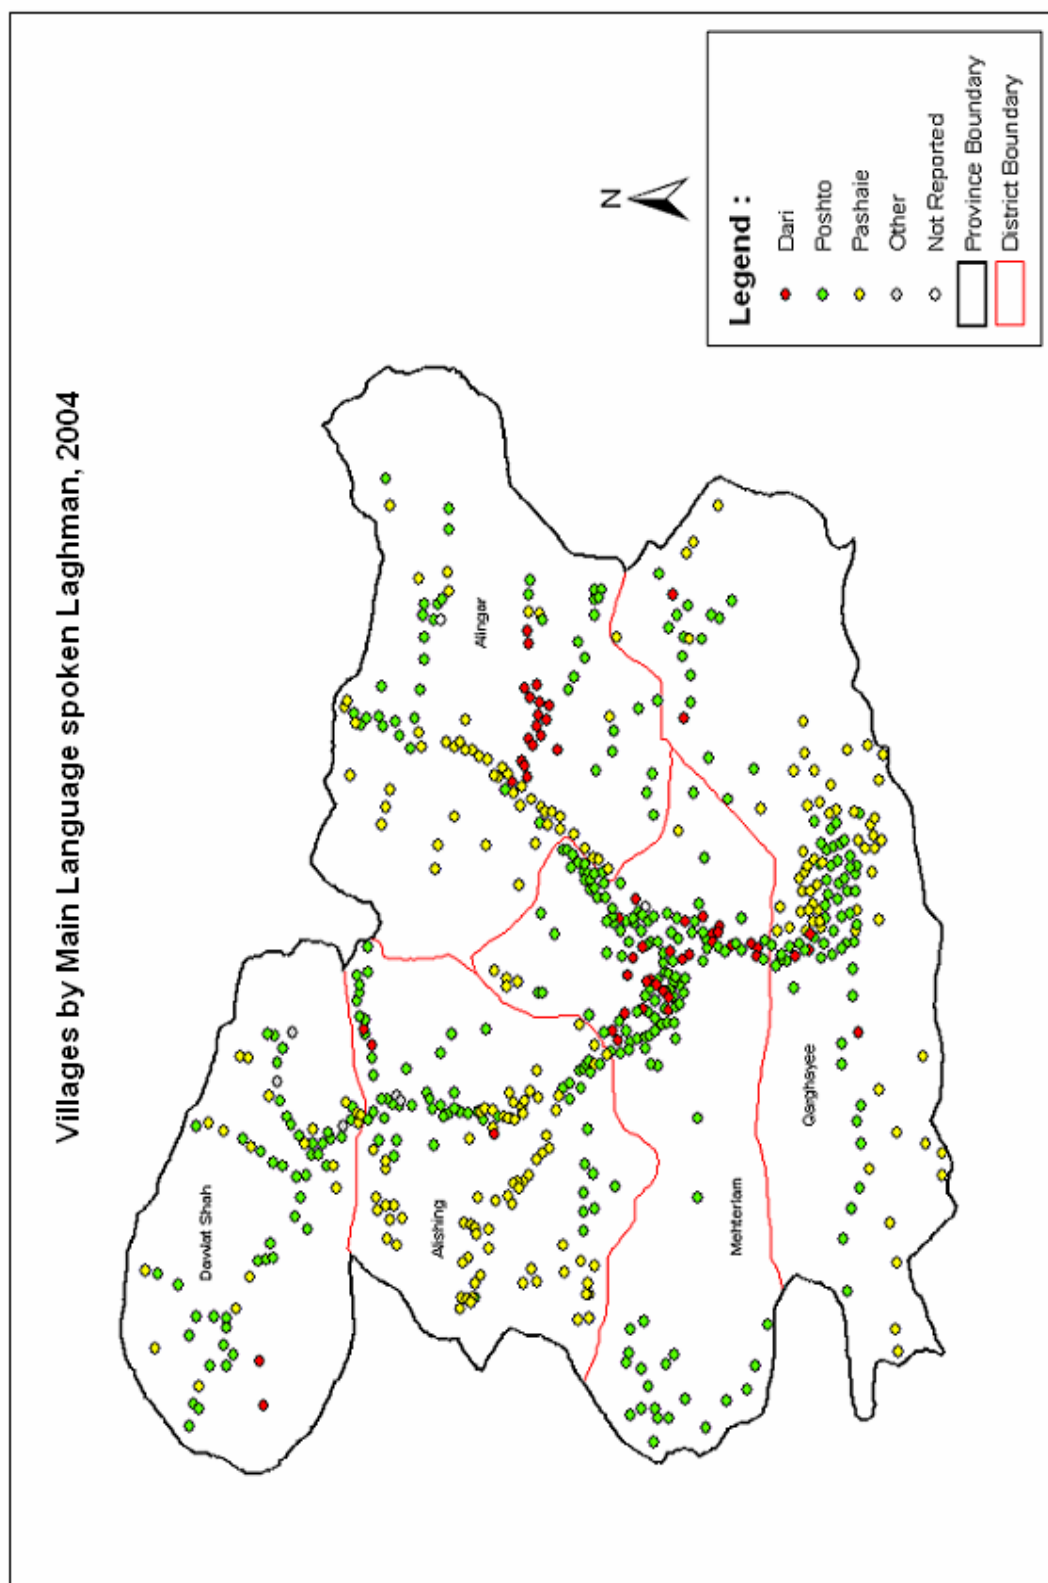 Villages by Main Language spoken Laghman, 2004
N
Legend :
Dari
Poshto
Pashaie
Other
Not Reported
Province Boundary
District Boundary
Dawlat Shah
Alingar
Alishing
Mehterlam
Qarghayee